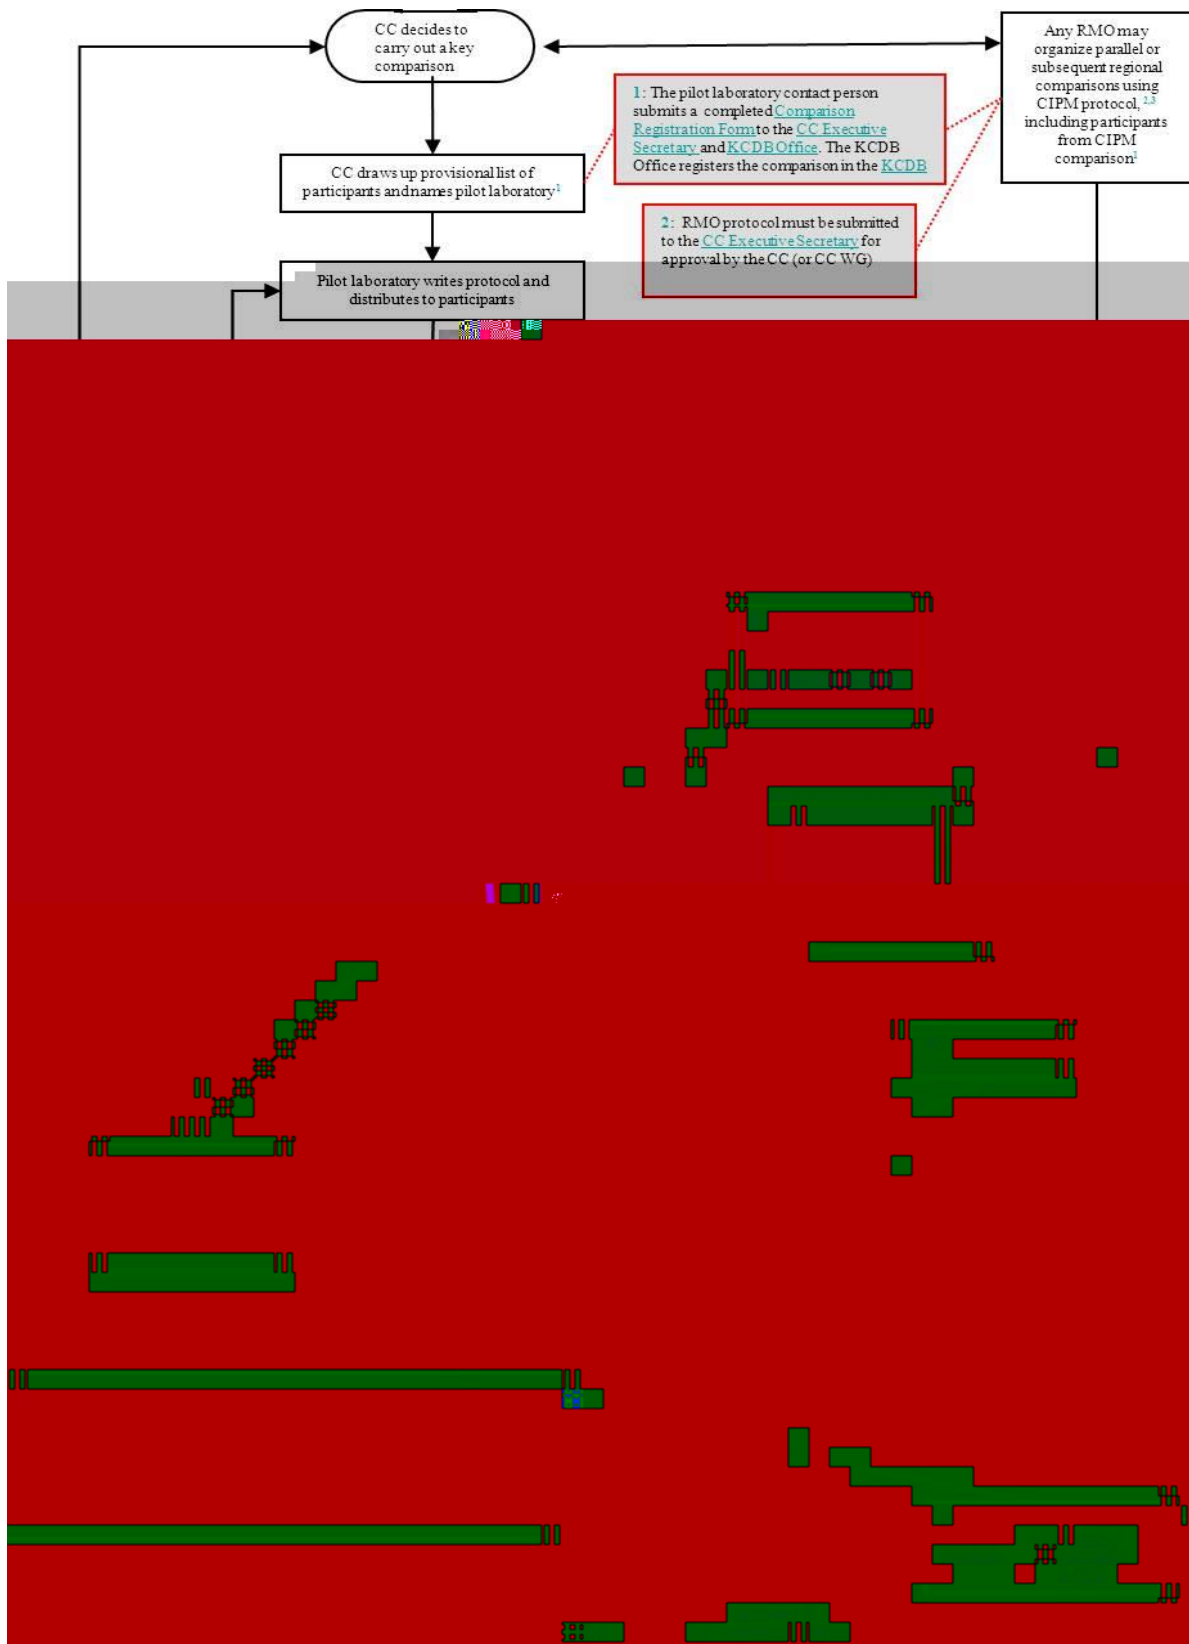 CC decides to
carry out a key
comparison
Any RMO may
organize parallel or
subsequent regional
comparisons using
CIPM protocol, 2,3
including participants
from CIPM
comparison1
1: The pilot laboratory contact person
submits a completed Comparison
Registration Form to the CC Executive
Secretary and KCDB Office. The KCDB
Office registers the comparison in the KCDB
CC draws up provisional list of
participants and names pilot laboratory1
2: RMO protocol must be submitted
to the CC Executive Secretary for
approval by the CC (or CC WG)
Pilot laboratory writes protocol and
distributes to participants